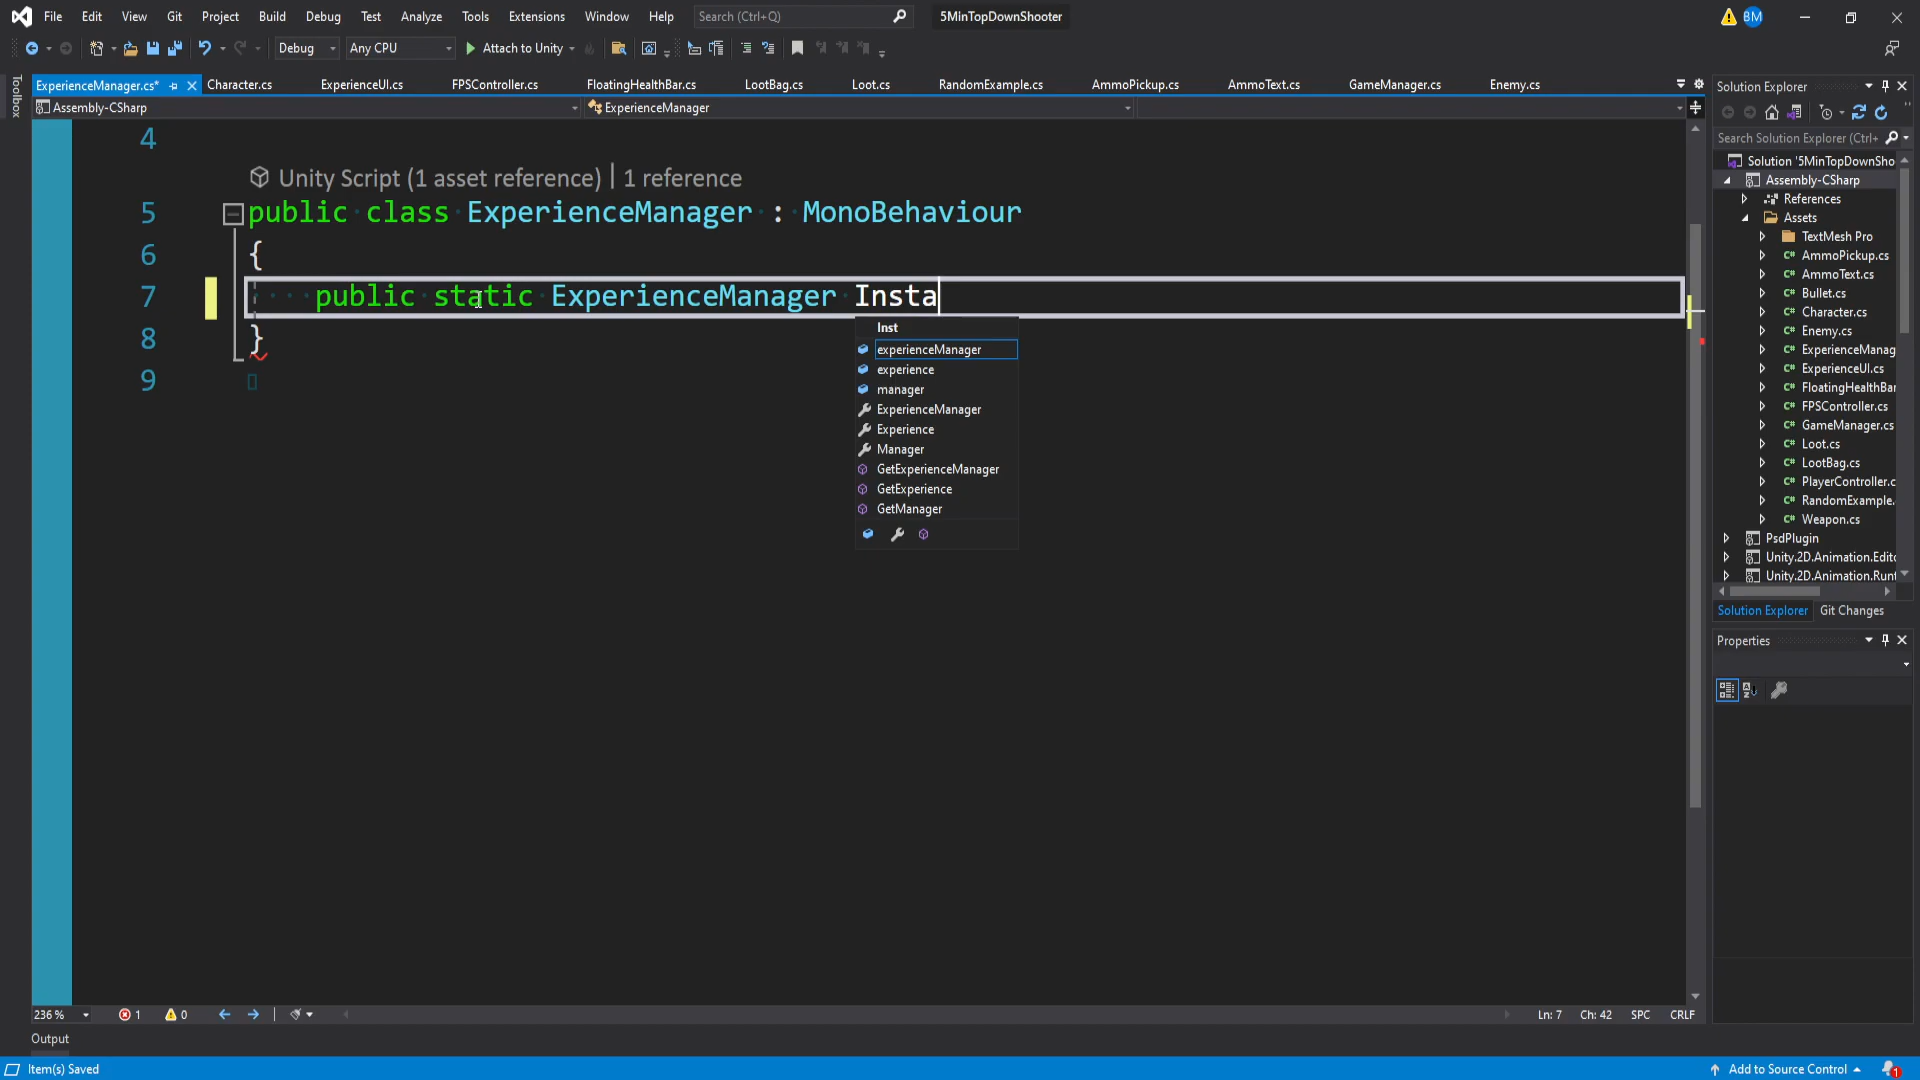 File Edit View Git Project Build Debug Test Analyze Tools Extensions Window Help Search (Ctrl+Q) 5MinTopDownShooter BM
Debug Any CPU Attach to Unity
Toolbox
ExperienceManager.cs* Character.cs ExperienceUI.cs FPSController.cs FloatingHealthBar.cs LootBag.cs Loot.cs RandomExample.cs AmmoPickup.cs AmmoText.cs GameManager.cs Enemy.cs
Assembly-CSharp ExperienceManager
4
Unity Script (1 asset reference) | 1 reference
5 public class ExperienceManager : MonoBehaviour
6 {
7 public static ExperienceManager Insta
8 }
9
Inst
experienceManager
experience
manager
ExperienceManager
Experience
Manager
GetExperienceManager
GetExperience
GetManager
236 % 1 0 Ln: 7 Ch: 42 SPC CRLF
Output
Item(s) Saved
Solution Explorer
Search Solution Explorer (Ctrl+
Solution '5MinTopDownSho
Assembly-CSharp
References
Assets
TextMesh Pro
C# AmmoPickup.cs
C# AmmoText.cs
C# Bullet.cs
C# Character.cs
C# Enemy.cs
C# ExperienceManag
C# ExperienceUI.cs
C# FloatingHealthBar
C# FPSController.cs
C# GameManager.cs
C# Loot.cs
C# LootBag.cs
C# PlayerController.c
C# RandomExample.
C# Weapon.cs
PsdPlugin
Unity.2D.Animation.Edito
Unity.2D.Animation.Runt
Solution Explorer Git Changes
Properties
Add to Source Control 1